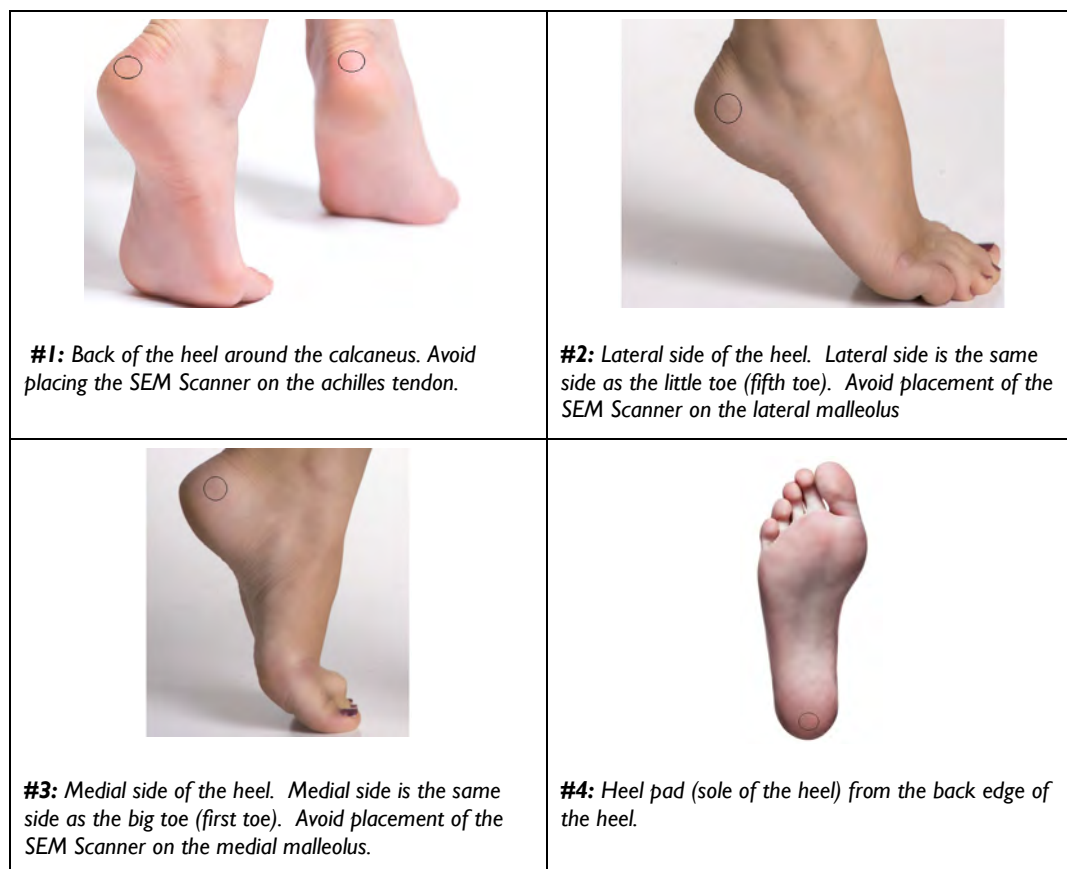 #1: Back of the heel around the calcaneus. Avoid
placing the SEM Scanner on the achilles tendon.
#2: Lateral side of the heel. Lateral side is the same
side as the little toe (fifth toe). Avoid placement of the
SEM Scanner on the lateral malleolus
#3: Medial side of the heel. Medial side is the same
side as the big toe (first toe). Avoid placement of the
SEM Scanner on the medial malleolus.
#4: Heel pad (sole of the heel) from the back edge of
the heel.